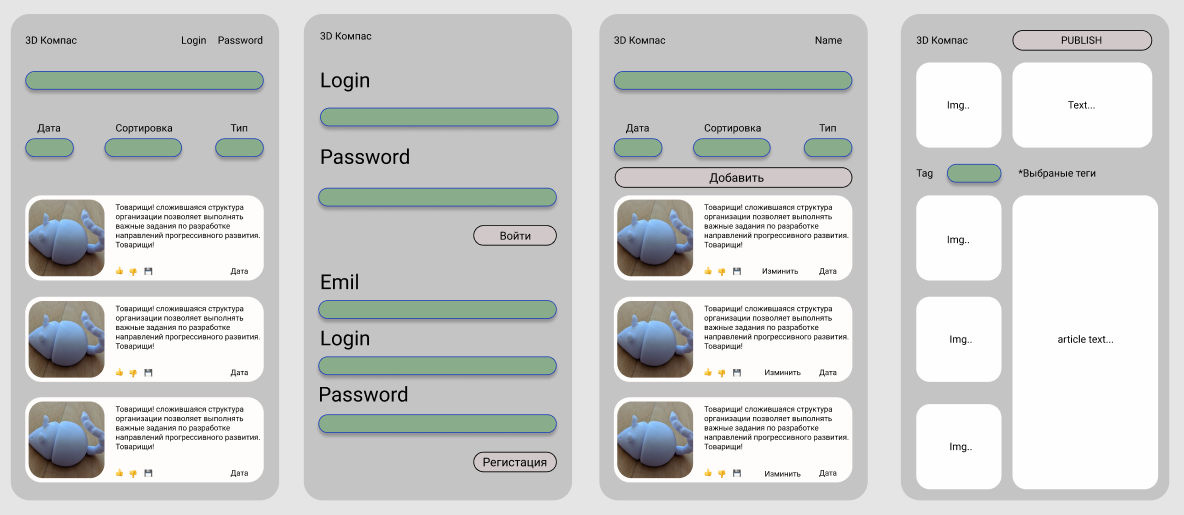 3D Компас
Login Password
Дата Сортировка Тип
Товарищи! сложившаяся структура
организации позволяет выполнять
важные задания по разработке
направлений прогрессивного развития.
Товарищи!
Дата
Товарищи! сложившаяся структура
организации позволяет выполнять
важные задания по разработке
направлений прогрессивного развития.
Товарищи!
Дата
Товарищи! сложившаяся структура
организации позволяет выполнять
важные задания по разработке
направлений прогрессивного развития.
Товарищи!
Дата
3D Компас
Login
Password
Войти
Emil
Login
Password
Регистация
3D Компас
Name
Дата Сортировка Тип
Добавить
Товарищи! сложившаяся структура
организации позволяет выполнять
важные задания по разработке
направлений прогрессивного развития.
Товарищи!
Изминить Дата
Товарищи! сложившаяся структура
организации позволяет выполнять
важные задания по разработке
направлений прогрессивного развития.
Товарищи!
Изминить Дата
Товарищи! сложившаяся структура
организации позволяет выполнять
важные задания по разработке
направлений прогрессивного развития.
Товарищи!
Изминить Дата
3D Компас
PUBLISH
Img..
Text...
Tag
*Выбраные теги
Img..
Img..
article text...
Img..